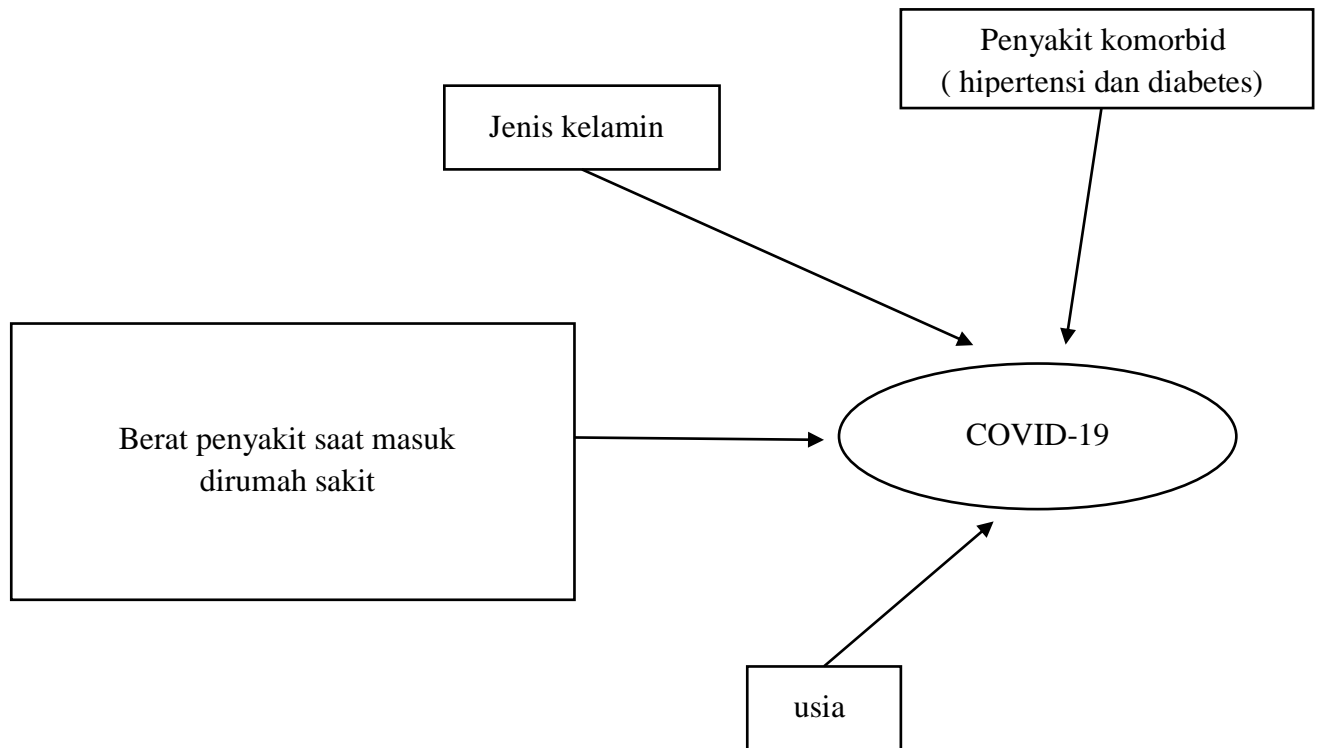 Penyakit komorbid
( hipertensi dan diabetes)
Jenis kelamin
Berat penyakit saat masuk
dirumah sakit
COVID-19
usia